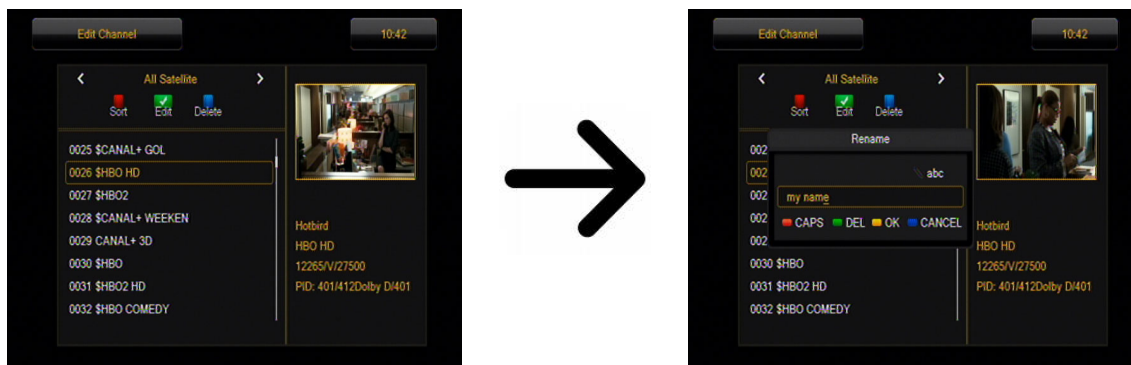 Edit Channel
10:42
All Satellite
Sort Edit Delete
0025 $CANAL+ GOL
0026 $HBO HD
0027 $HBO2
0028 $CANAL+ WEEKEN
0029 CANAL+ 3D
0030 $HBO
0031 $HBO2 HD
0032 $HBO COMEDY
Hotbird
HBO HD
12265/V/27500
PID: 401/412Dolby D/401
Edit Channel
10:42
All Satellite
Sort Edit Delete
Rename
abc
my name
CAPS DEL OK CANCEL
002
002
002
002
002
0030 $HBO
0031 $HBO2 HD
0032 $HBO COMEDY
Hotbird
HBO HD
12265/V/27500
PID: 401/412Dolby D/401